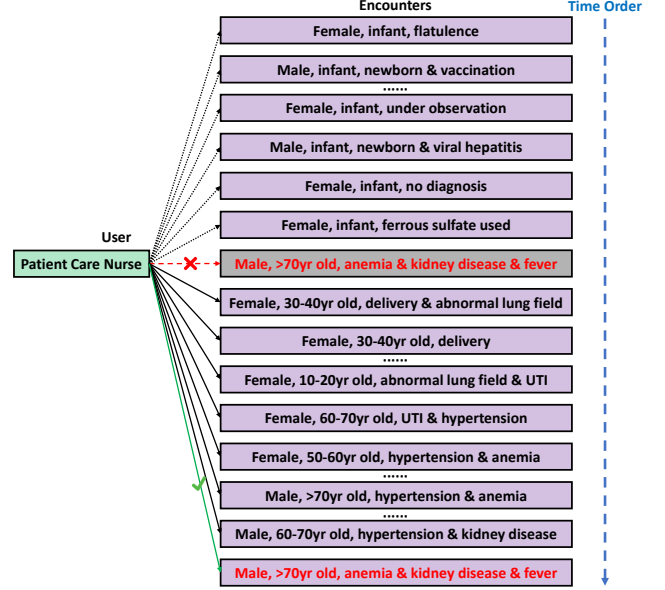 Encounters
Time Order
Female, infant, flatulence
Male, infant, newborn & vaccination
......
Female, infant, under observation
Male, infant, newborn & viral hepatitis
Female, infant, no diagnosis
Female, infant, ferrous sulfate used
User
Patient Care Nurse
Male, >70yr old, anemia & kidney disease & fever
Female, 30-40yr old, delivery & abnormal lung field
Female, 30-40yr old, delivery
......
Female, 10-20yr old, abnormal lung field & UTI
Female, 60-70yr old, UTI & hypertension
Female, 50-60yr old, hypertension & anemia
......
Male, >70yr old, hypertension & anemia
......
Male, 60-70yr old, hypertension & kidney disease
Male, >70yr old, anemia & kidney disease & fever